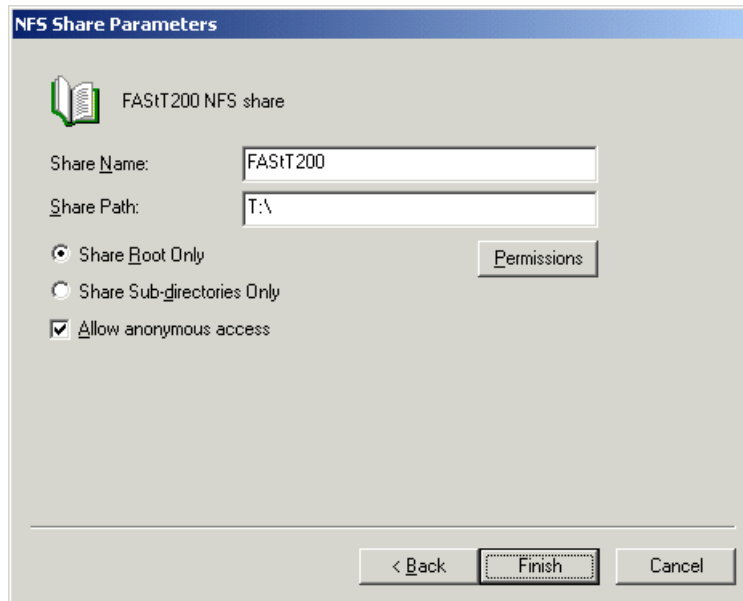 NFS Share Parameters
FAStT200 NFS share
Share Name: FAStT200
Share Path: T:\
Share Root Only Permissions
Share Sub-directories Only
Allow anonymous access
< Back Finish Cancel